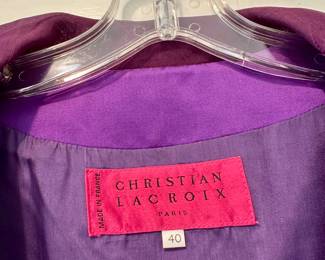 MADE IN FRANCE
CHRISTIAN
LACROIX
PARIS
40